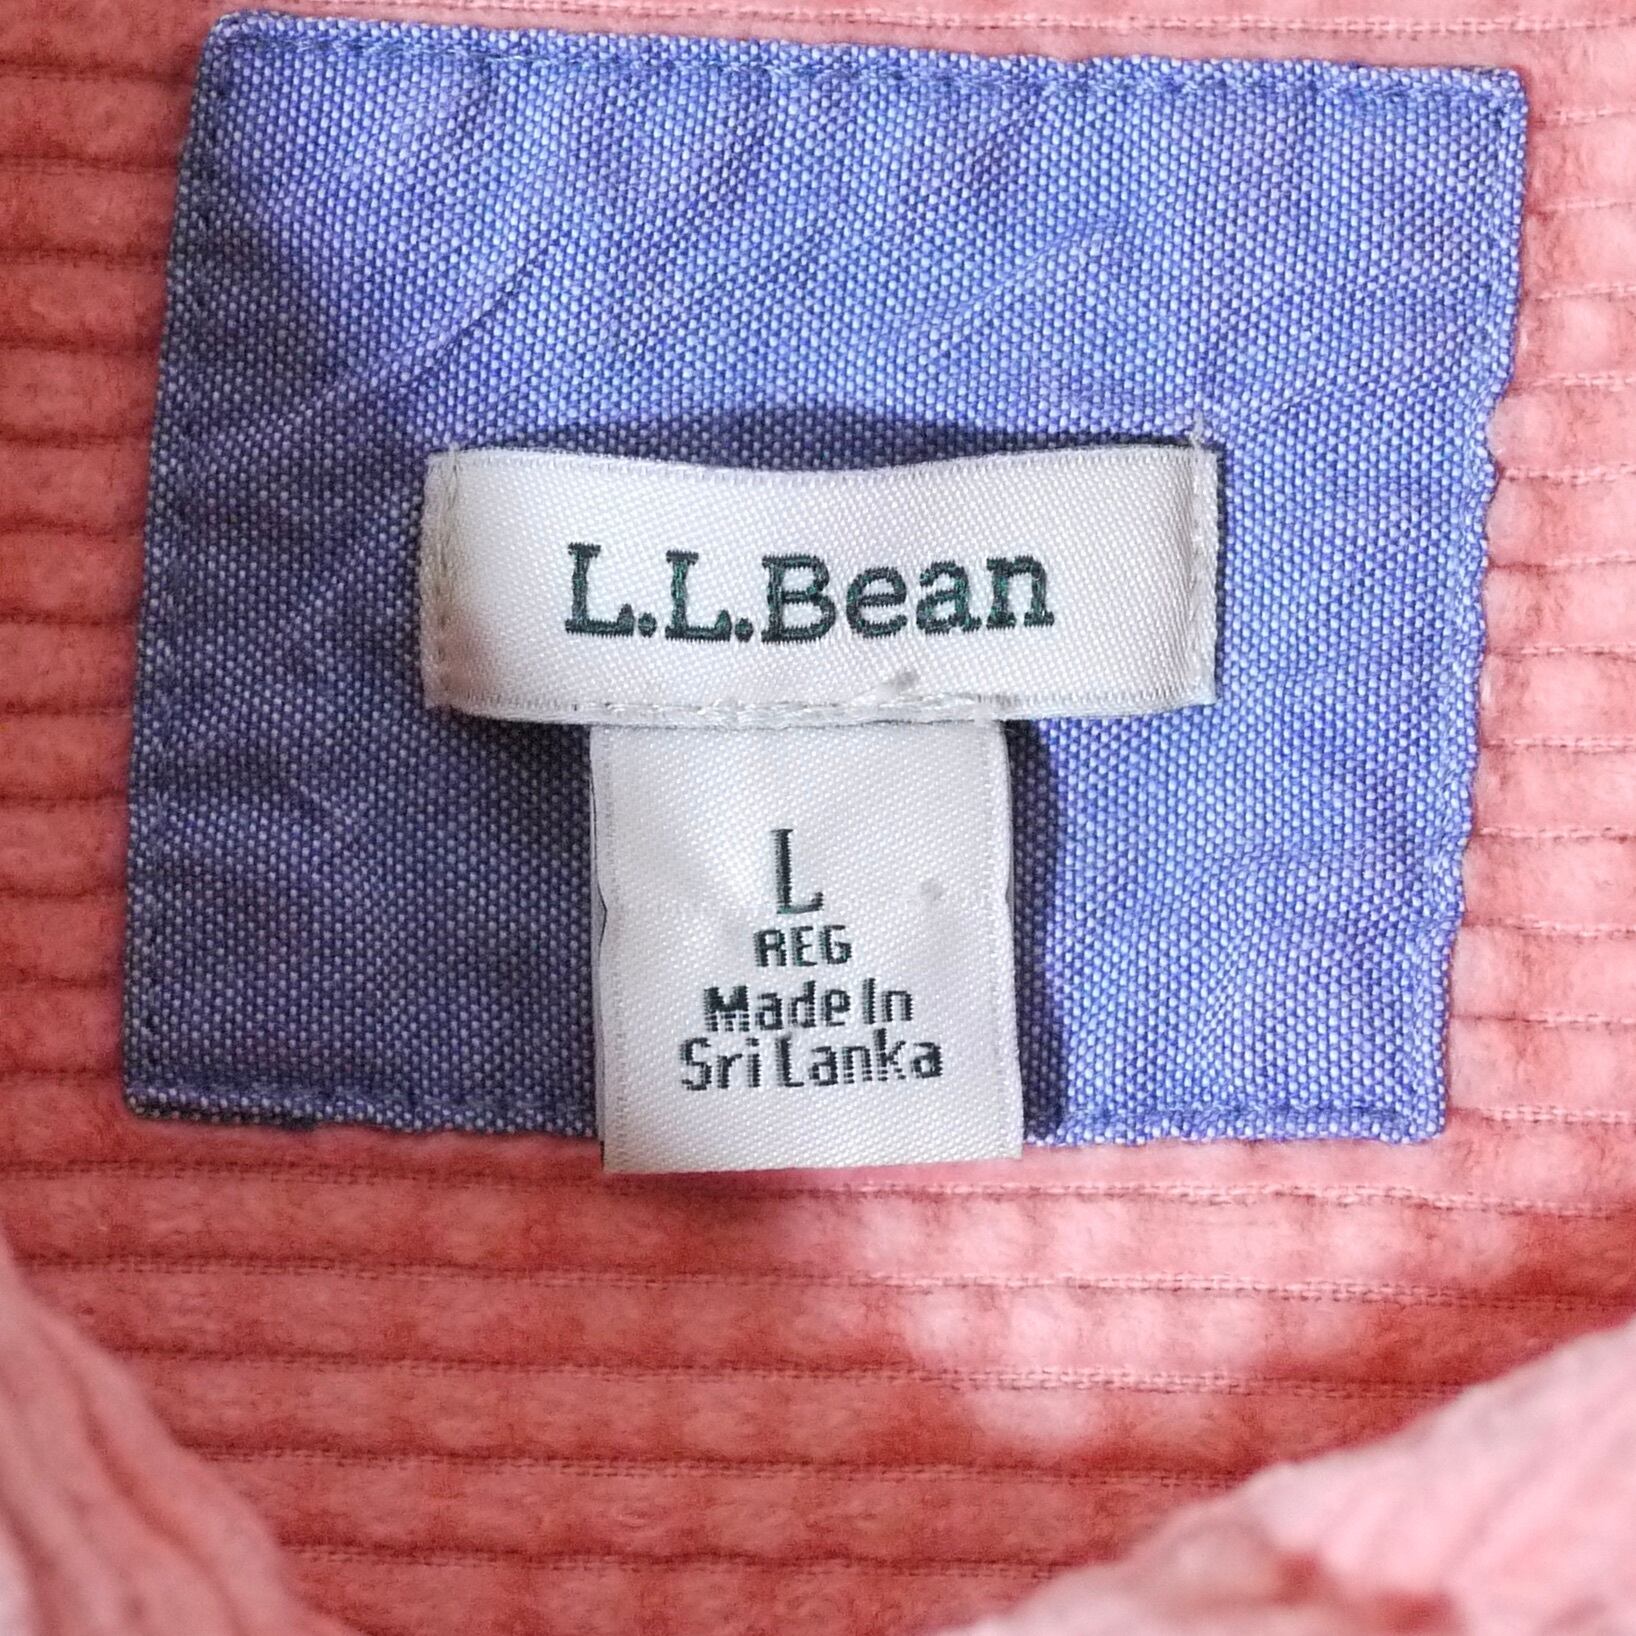 L.L.Bean
L
REG
Made In
Sri Lanka